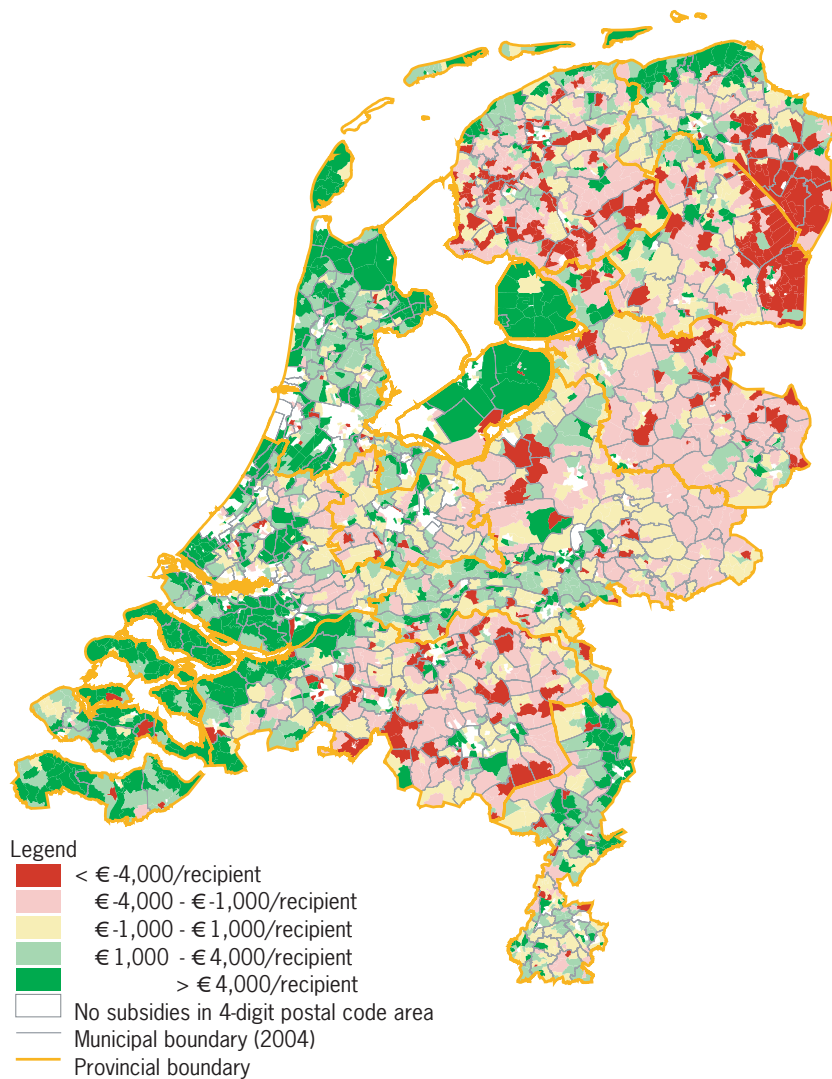 Legend
< € -4,000/recipient
€ -4,000 - € -1,000/recipient
€ -1,000 - € 1,000/recipient
€ 1,000 - € 4,000/recipient
> € 4,000/recipient
No subsidies in 4-digit postal code area
Municipal boundary (2004)
Provincial boundary